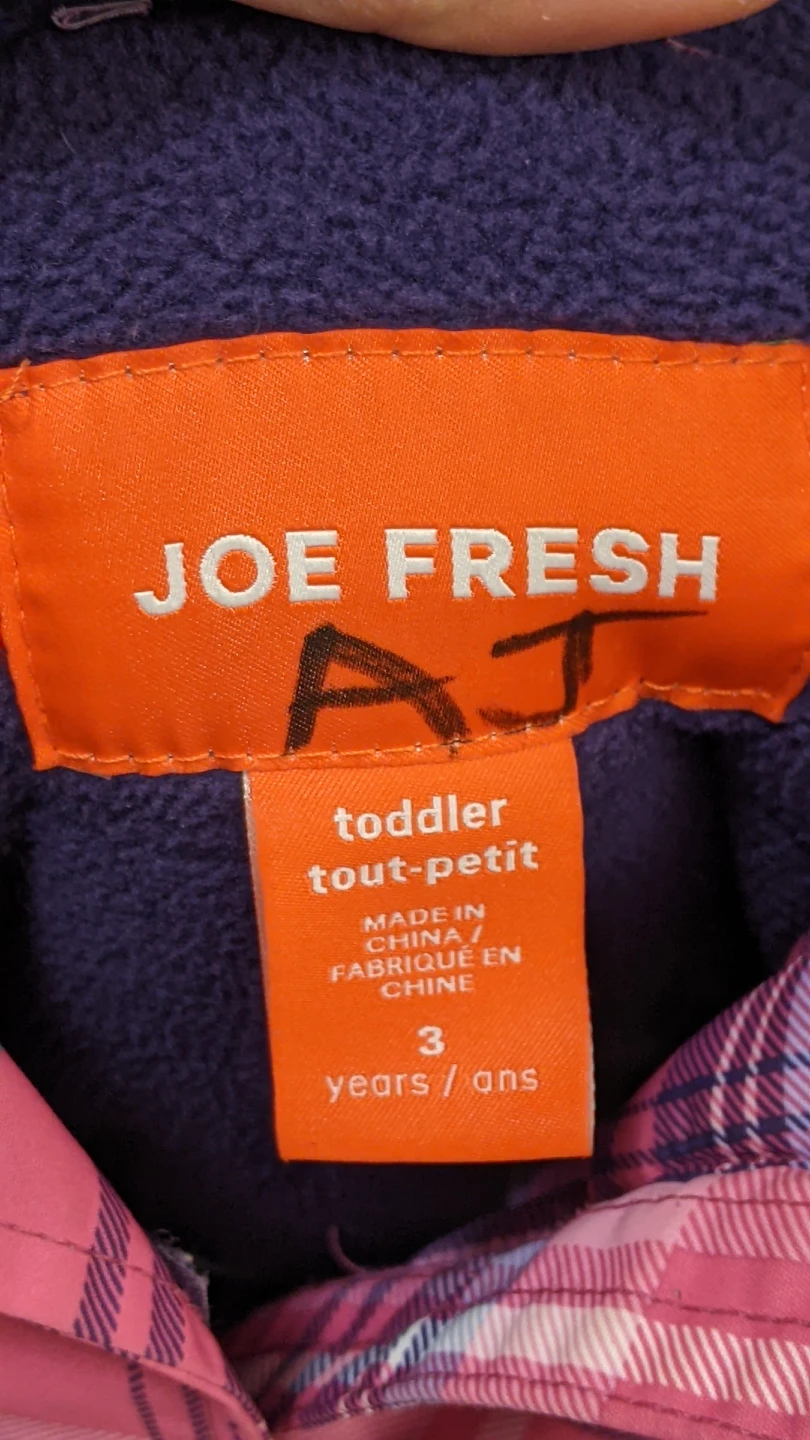 JOE FRESH
AJ
toddler
tout-petit
MADE IN
CHINA /
FABRIQUÉ EN
CHINE
3
years / ans